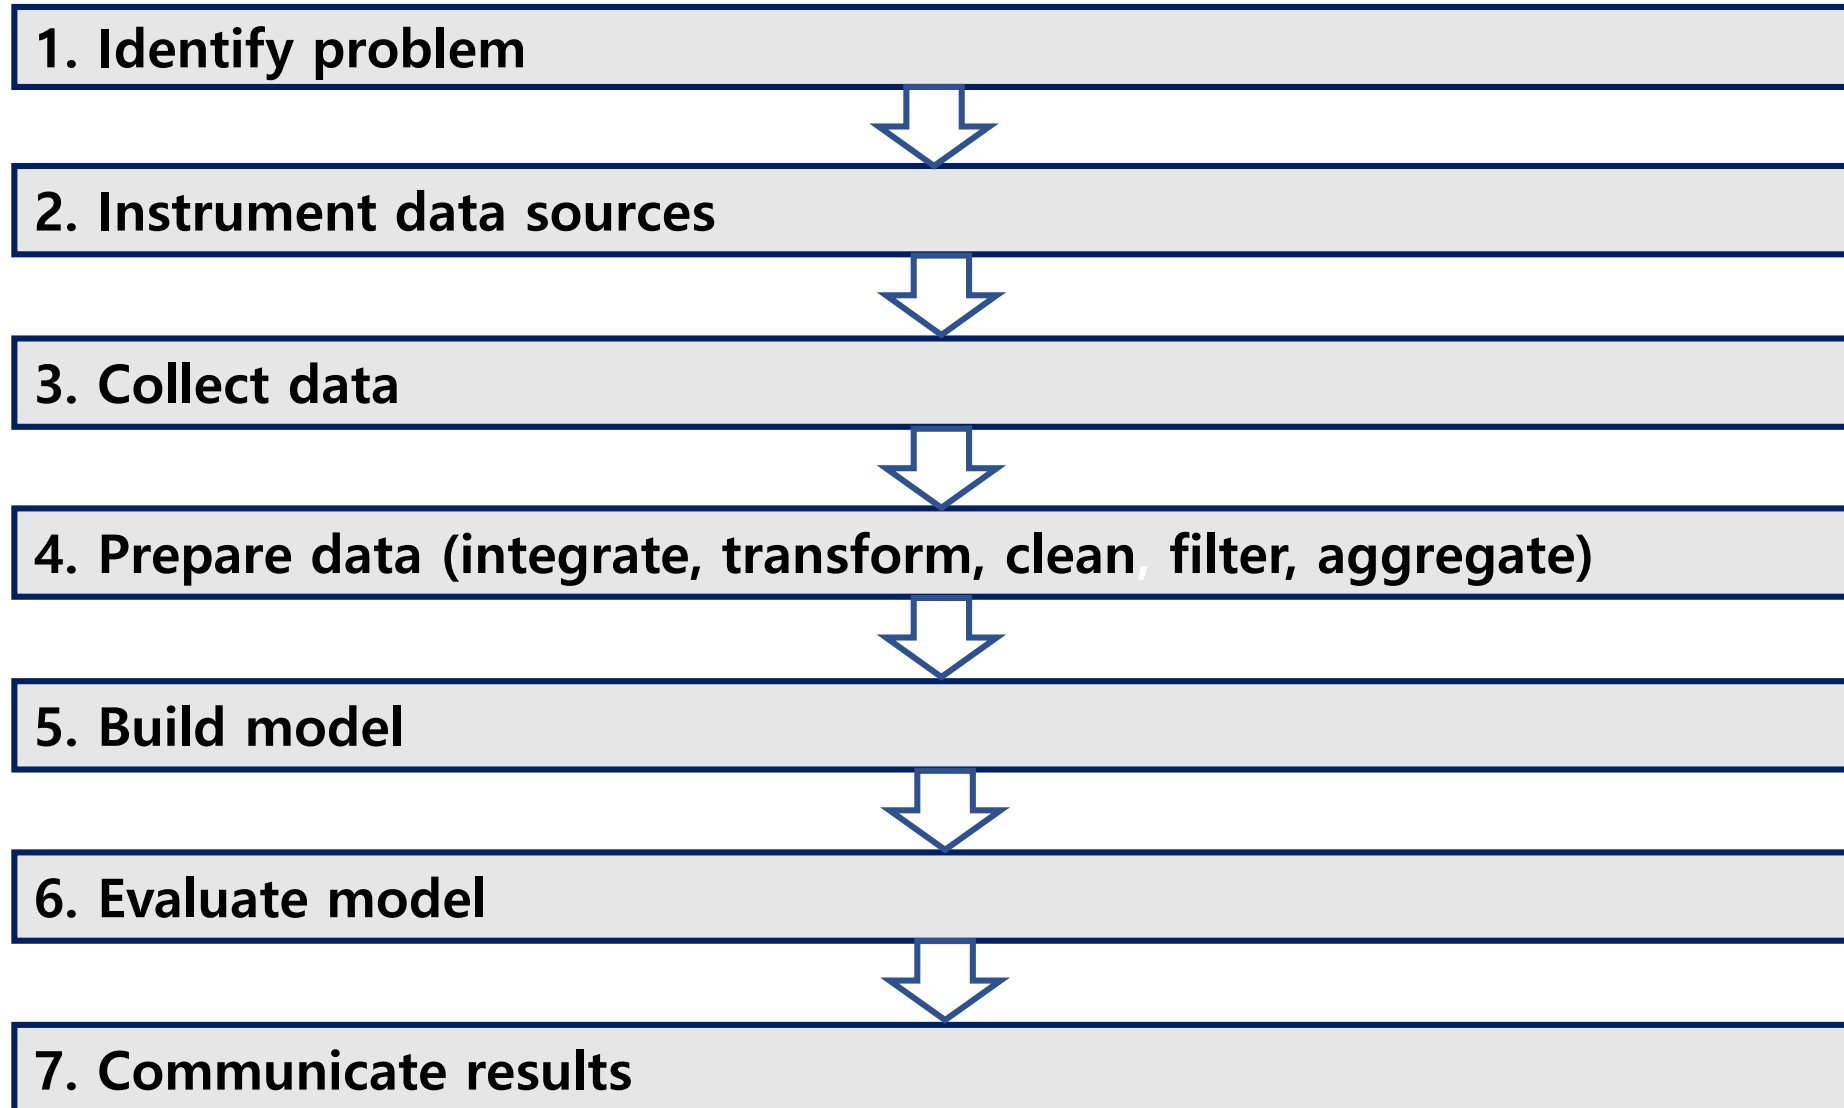 1. Identify problem
2. Instrument data sources
3. Collect data
4. Prepare data (integrate, transform, clean, filter, aggregate)
5. Build model
6. Evaluate model
7. Communicate results